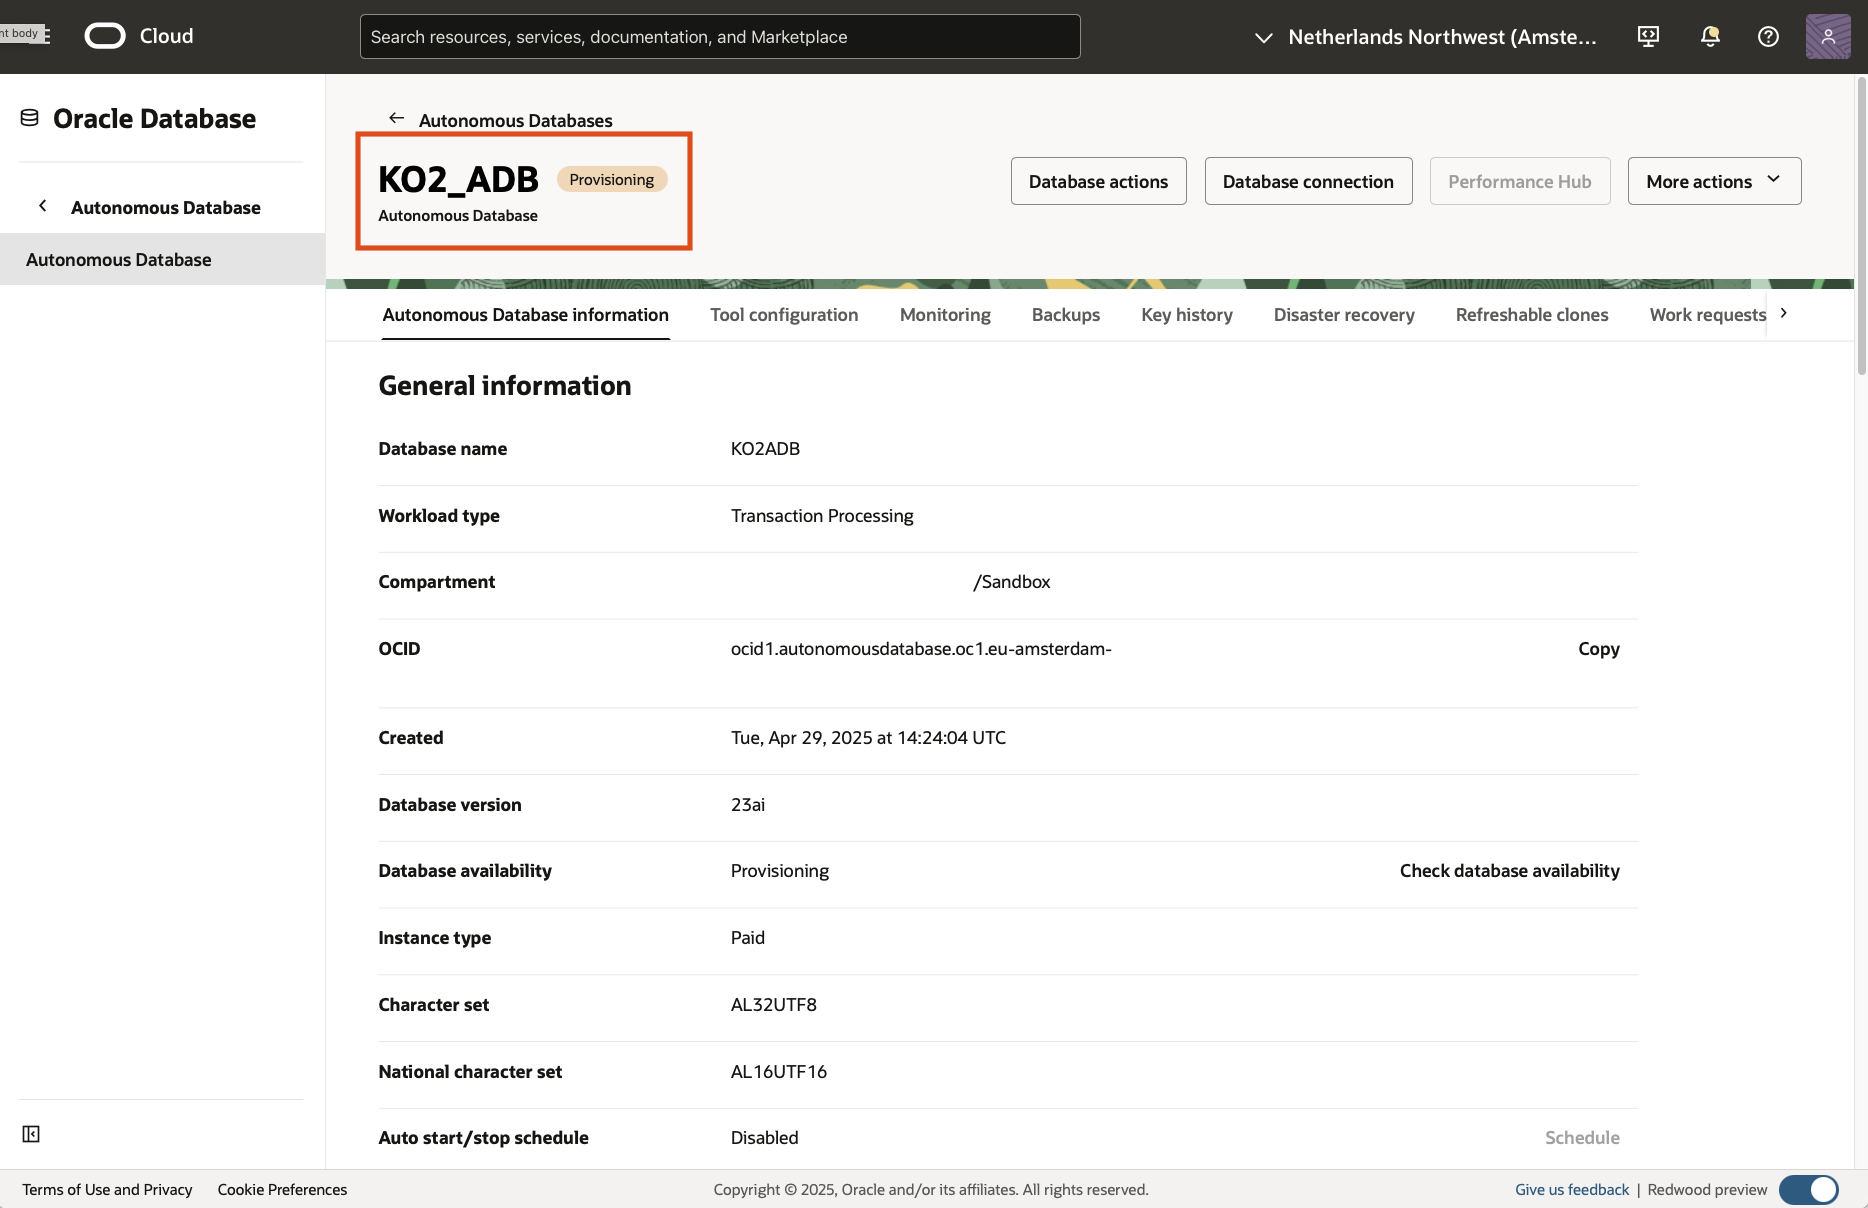 nt body
Cloud
Search resources, services, documentation, and Marketplace
Netherlands Northwest (Amste...
Oracle Database
Autonomous Database
Autonomous Database
Autonomous Databases
KO2_ADB Provisioning
Autonomous Database
Database actions
Database connection
Performance Hub
More actions
Autonomous Database information
Tool configuration
Monitoring
Backups
Key history
Disaster recovery
Refreshable clones
Work requests
General information
Database name KO2ADB
Workload type Transaction Processing
Compartment /Sandbox
OCID ocid1.autonomousdatabase.oc1.eu-amsterdam- Copy
Created Tue, Apr 29, 2025 at 14:24:04 UTC
Database version 23ai
Database availability Provisioning Check database availability
Instance type Paid
Character set AL32UTF8
National character set AL16UTF16
Auto start/stop schedule Disabled Schedule
Terms of Use and Privacy Cookie Preferences
Copyright © 2025, Oracle and/or its affiliates. All rights reserved.
Give us feedback | Redwood preview